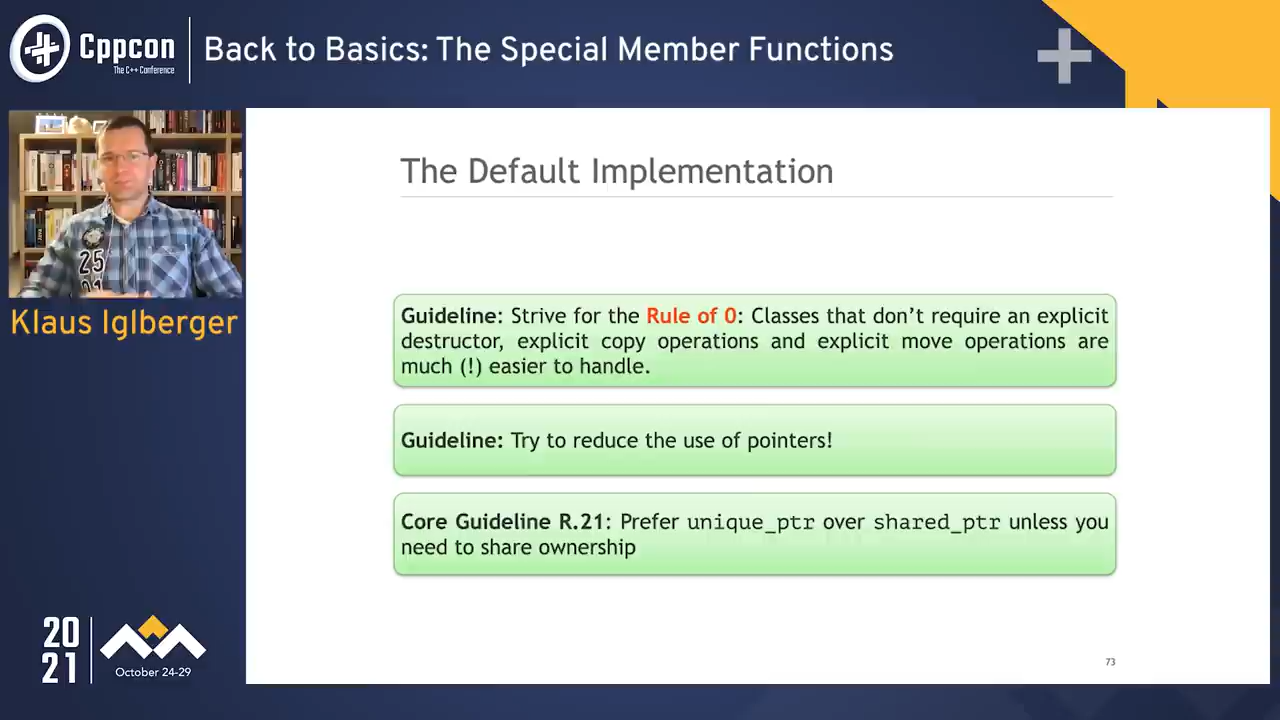 Cppcon
The C++ Conference
Back to Basics: The Special Member Functions
Klaus Iglberger
The Default Implementation
Guideline: Strive for the Rule of 0: Classes that don't require an explicit
destructor, explicit copy operations and explicit move operations are
much (!) easier to handle.
Guideline: Try to reduce the use of pointers!
Core Guideline R.21: Prefer unique_ptr over shared_ptr unless you
need to share ownership
73
20
21
October 24-29